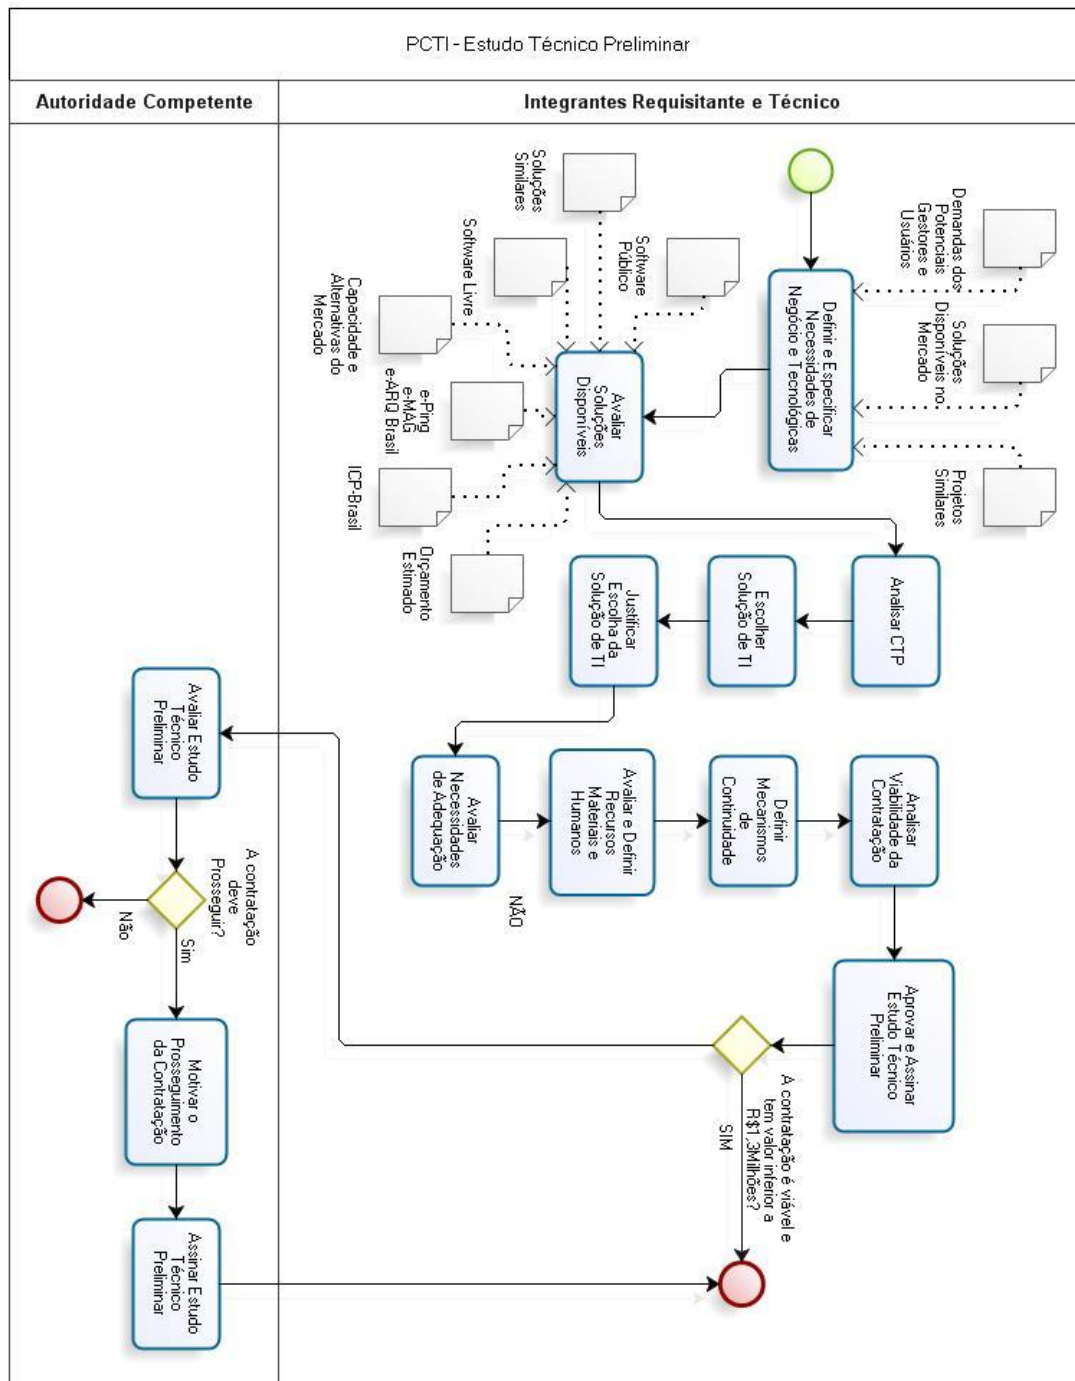 PCTI - Estudo Técnico Preliminar
Autoridade Competente
Integrantes Requisitante e Técnico
Demandas dos
Potenciais
Gestores e
Usuários
Soluções
Disponíveis no
Mercado
Projetos
Similares
Definir e Especificar
Necessidades de
Negócio e Tecnológicas
Software
Público
Soluções
Similares
Software Livre
Capacidade e
Alternativas do
Mercado
e-Ping
e-MAG
e-ARQ Brasil
ICP-Brasil
Orçamento
Estimado
Avaliar
Soluções
Disponíveis
Analisar CTP
Escolher
Solução de TI
Justificar
Escolha da
Solução de TI
Avaliar
Necessidades
de Adequação
Avaliar e Definir
Recursos
Materiais e
Humanos
Definir
Mecanismos
de
Continuidade
Analisar
Viabilidade da
Contratação
Aprovar e Assinar
Estudo Técnico
Preliminar
A contratação é viável e
tem valor inferior a
R$1,3Milhões?
SIM
NÃO
Avaliar Estudo
Técnico
Preliminar
A contratação
deve
Prosseguir?
Não
Sim
Motivar o
Prosseguimento
da Contratação
Assinar Estudo
Técnico
Preliminar